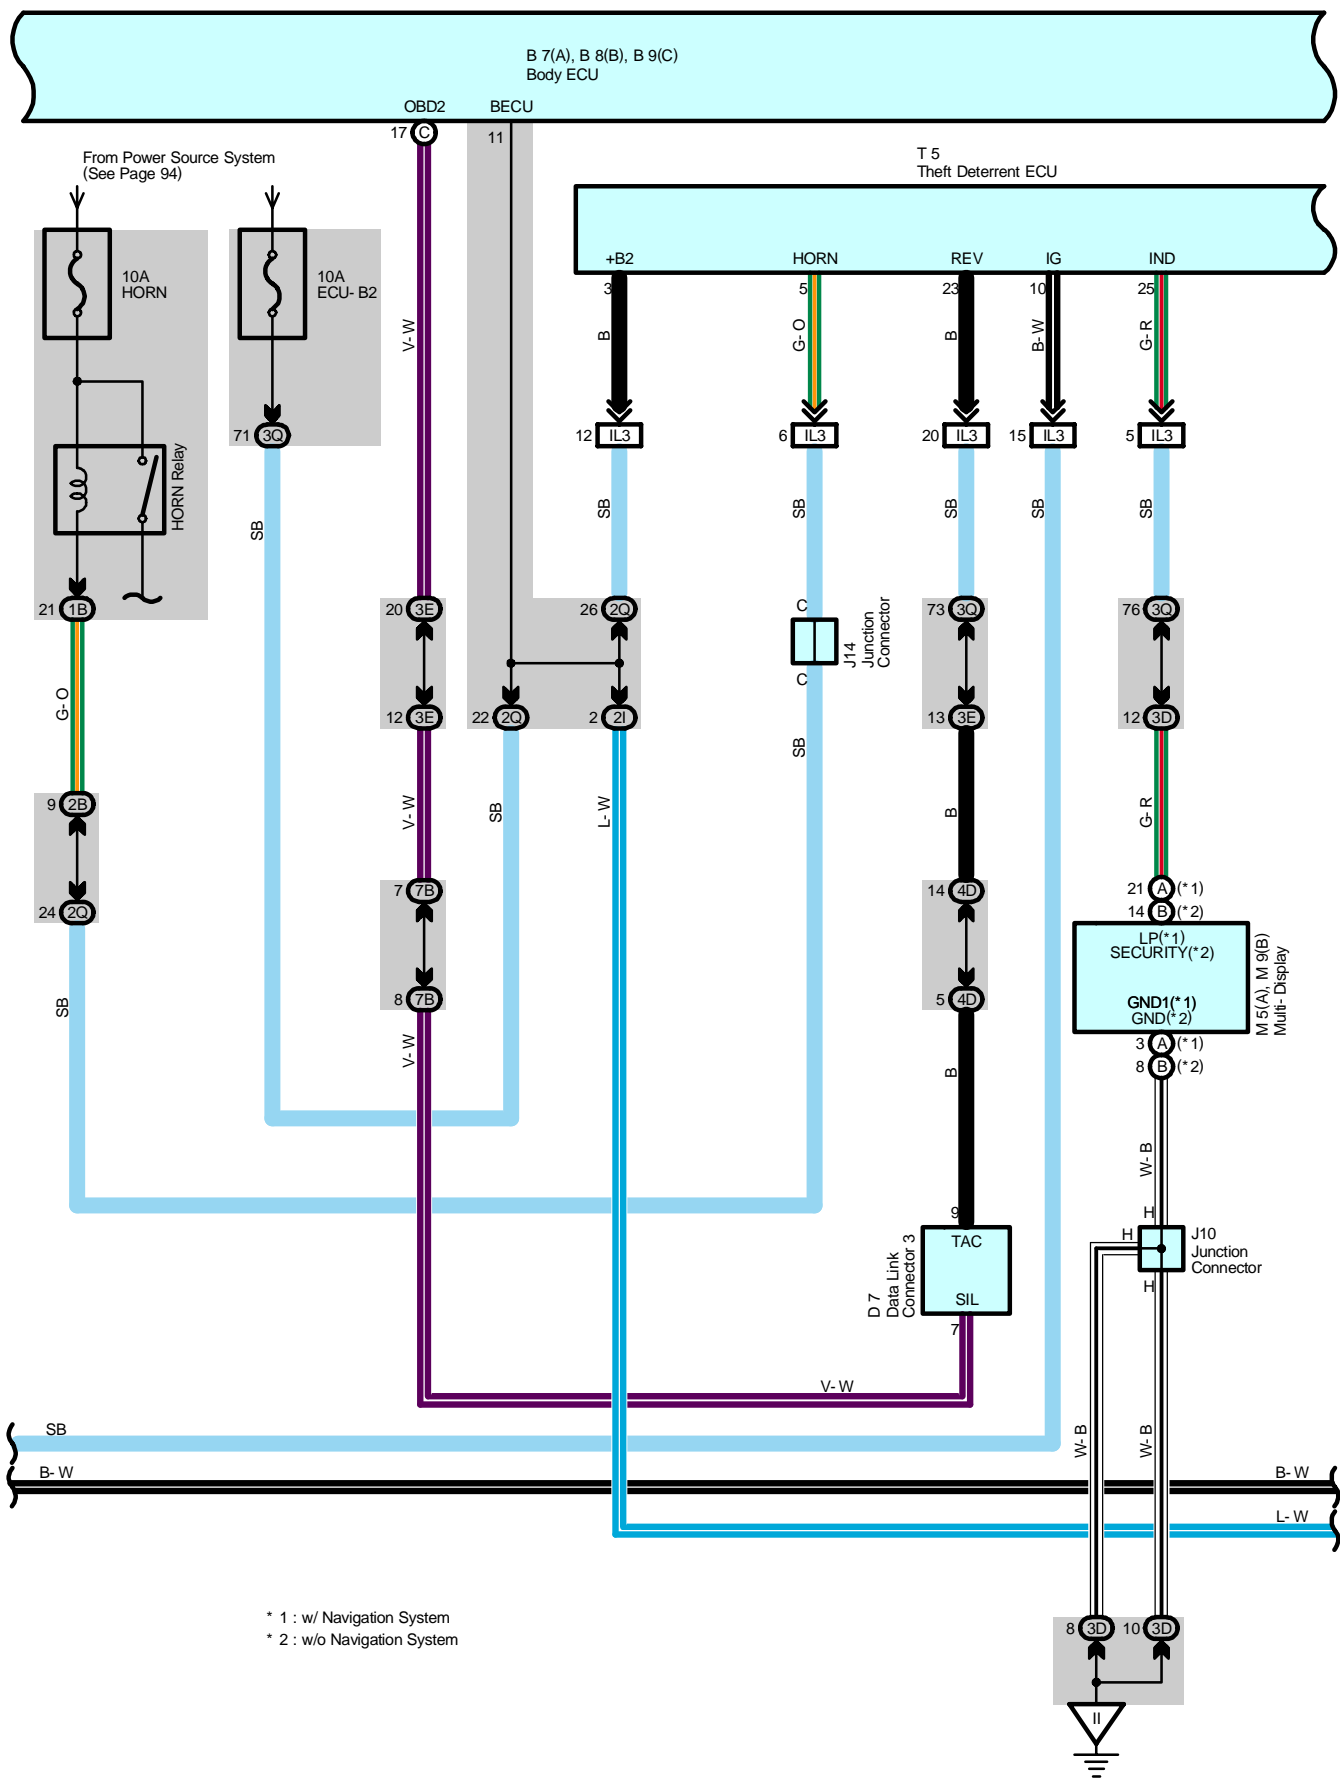 B 7(A), B 8(B), B 9(C)
Body ECU
OBD2
BECU
17
C
11
From Power Source System
(See Page 94)
T 5
Theft Deterrent ECU
+B2
HORN
REV
IG
IND
10A
HORN
10A
ECU- B2
3
5
23
10
25
V- W
B
G- O
B
B- W
G- R
71
3Q
12
IL3
6
IL3
20
IL3
15
IL3
5
IL3
HORN Relay
SB
SB
SB
SB
SB
SB
21
1B
20
3E
26
2Q
C
J14
Junction
Connector
C
73
3Q
76
3Q
G- O
12
3E
22
2Q
2
2I
13
3E
12
3D
SB
9
2B
V- W
SB
L- W
B
G- R
24
2Q
7
7B
14
4D
21
A
(* 1)
14
B
(* 2)
LP(* 1)
SECURITY(* 2)
GND1(* 1)
GND(* 2)
M 5(A), M 9(B)
Multi- Display
SB
8
7B
5
4D
3
A
(* 1)
8
B
(* 2)
V- W
B
W- B
9
TAC
SIL
7
D 7
Data Link
Connector 3
H
H
H
J10
Junction
Connector
V- W
SB
W- B
W- B
B- W
B- W
L- W
* 1 : w/ Navigation System
* 2 : w/o Navigation System
8
3D
10
3D
II